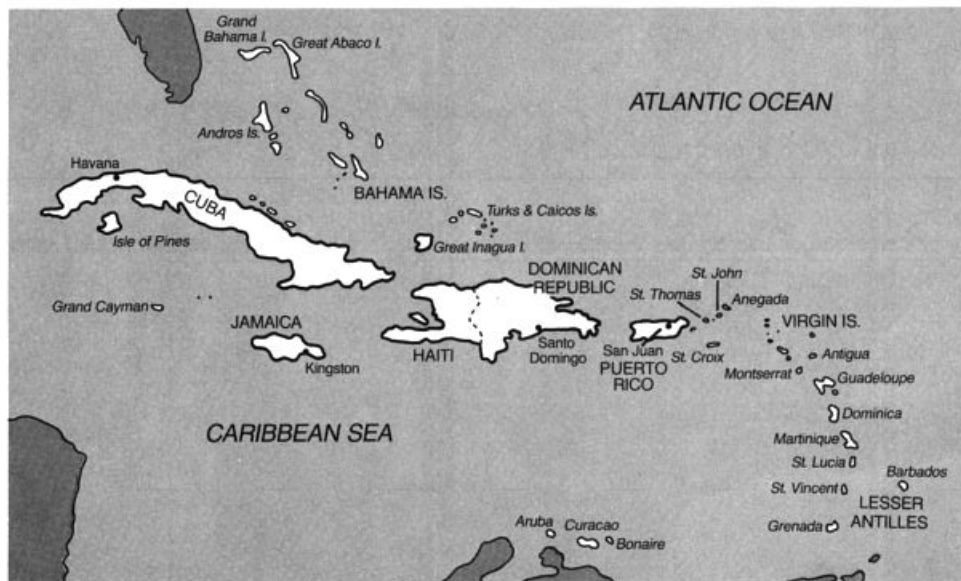 Grand
Bahama I.
Great Abaco I.
ATLANTIC OCEAN
Andros Is.
Havana
BAHAMA IS.
CUBA
Turks & Caicos Is.
Isle of Pines
Great Inagua I.
DOMINICAN
REPUBLIC
St. John
St. Thomas
Anegada
Grand Cayman
JAMAICA
VIRGIN IS.
HAITI
Santo
Domingo
San Juan
PUERTO
RICO
St. Croix
Antigua
Kingston
Montserrat
Guadeloupe
Dominica
CARIBBEAN SEA
Martinique
St. Lucia
Barbados
St. Vincent
LESSER
ANTILLES
Grenada
Aruba
Curacao
Bonaire